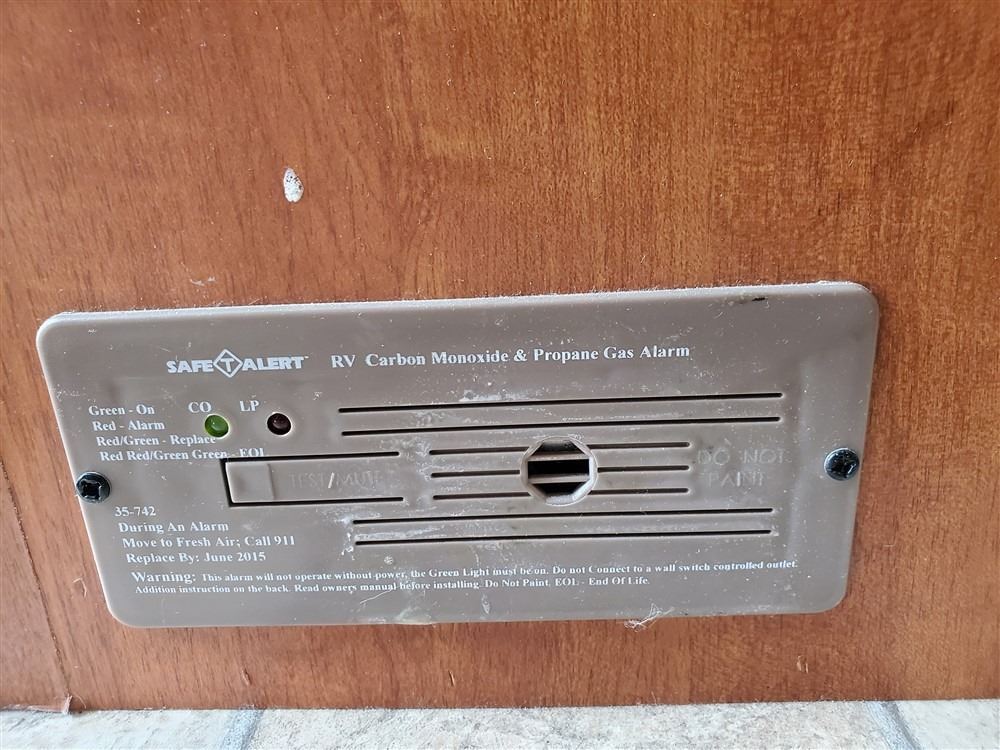 SAFE T ALERT™ RV Carbon Monoxide & Propane Gas Alarm
Green - On CO LP
Red - Alarm
Red/Green - Replace
Red Red/Green Green - EOL
TEST/MUTE
DO NOT
PAINT
35-742
During An Alarm
Move to Fresh Air; Call 911
Replace By: June 2015
Warning: This alarm will not operate without power, the Green Light must be on. Do not Connect to a wall switch controlled outlet.
Addition instruction on the back. Read owners manual before installing. Do Not Paint. EOL - End Of Life.